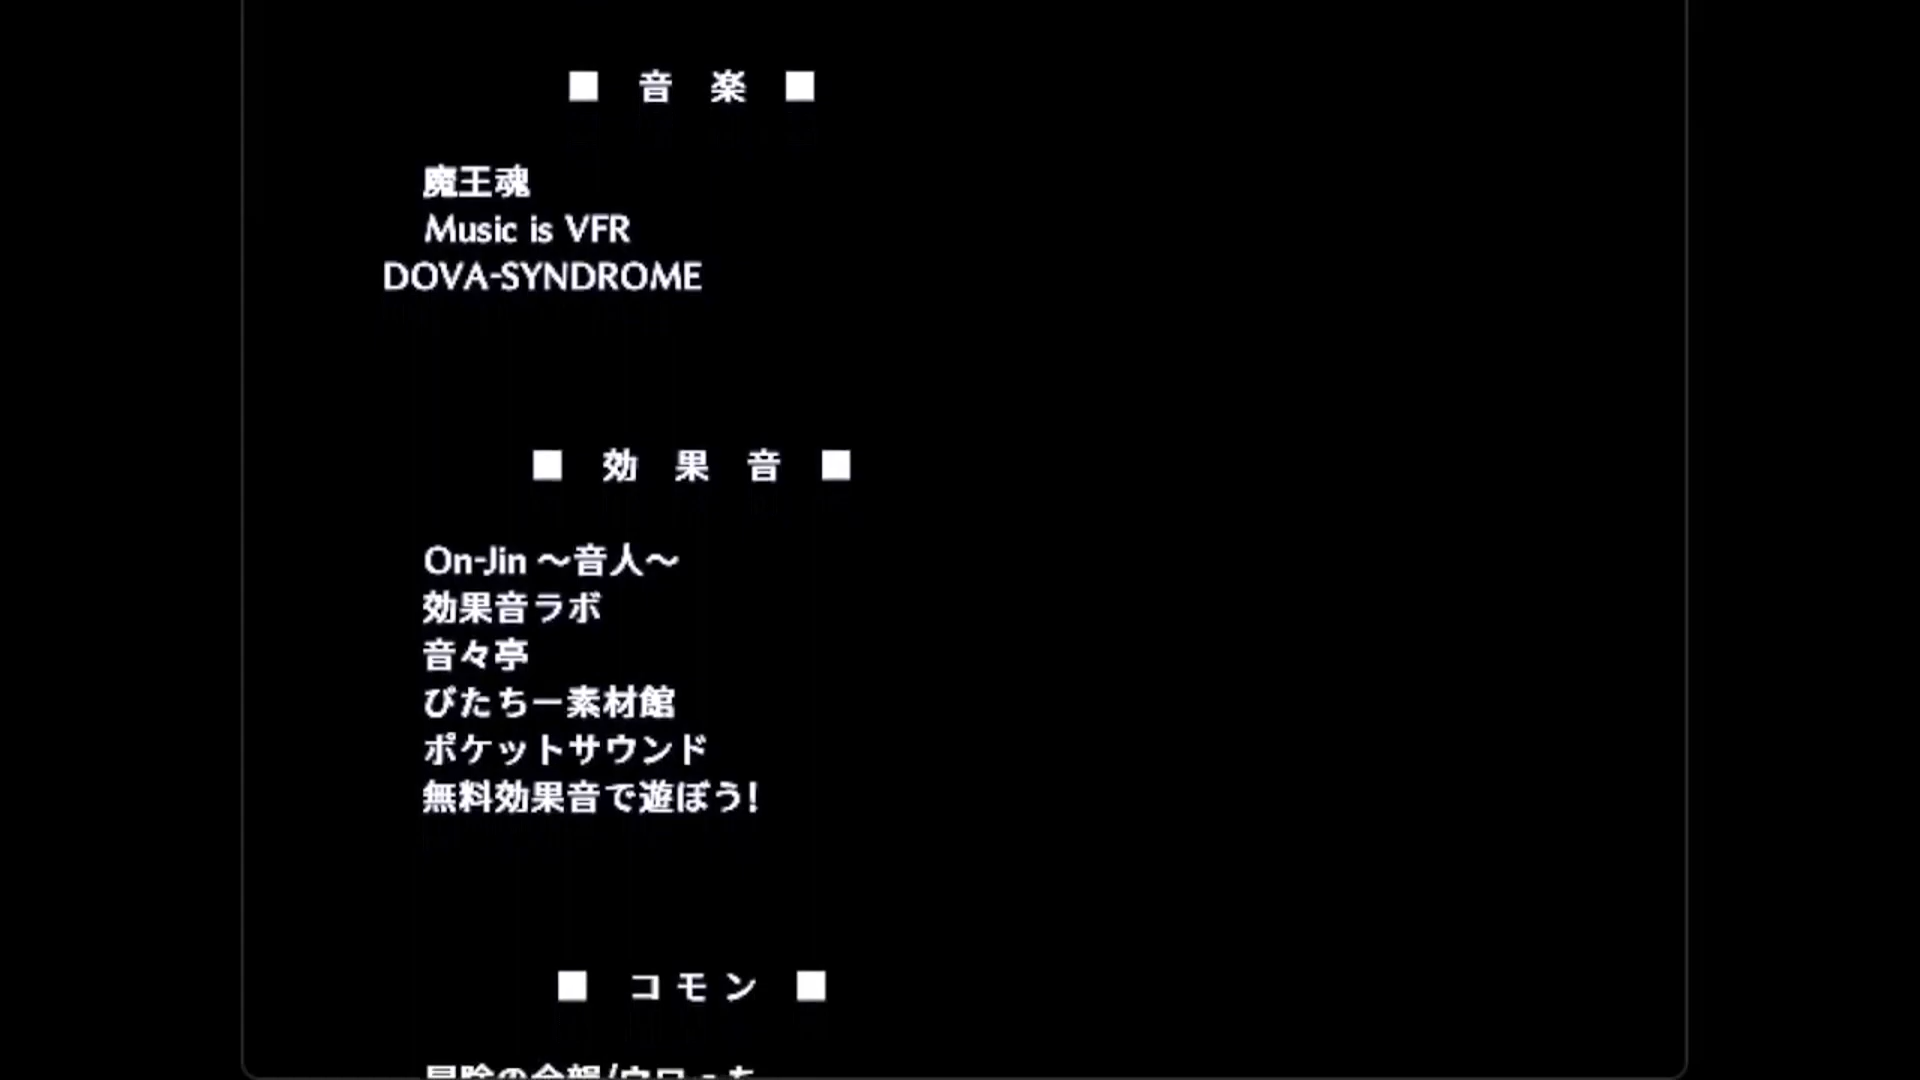 ■ 音 楽 ■
魔王魂
Music is VFR
DOVA-SYNDROME
■ 効 果 音 ■
On-Jin ～音人～
効果音ラボ
音々亭
びたちー素材館
ポケットサウンド
無料効果音で遊ぼう!
■ コモン ■